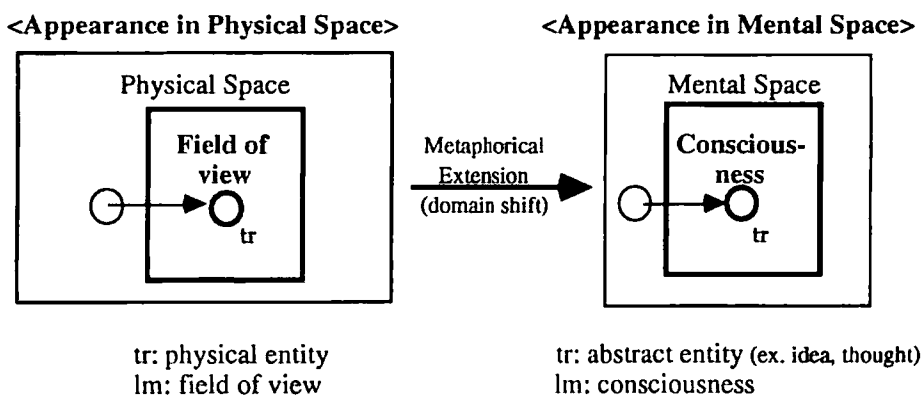 <Appearance in Physical Space>
Physical Space
Field of
view
tr
Metaphorical
Extension
(domain shift)
<Appearance in Mental Space>
Mental Space
Conscious-
ness
tr
tr: physical entity
lm: field of view
tr: abstract entity (ex. idea, thought)
lm: consciousness